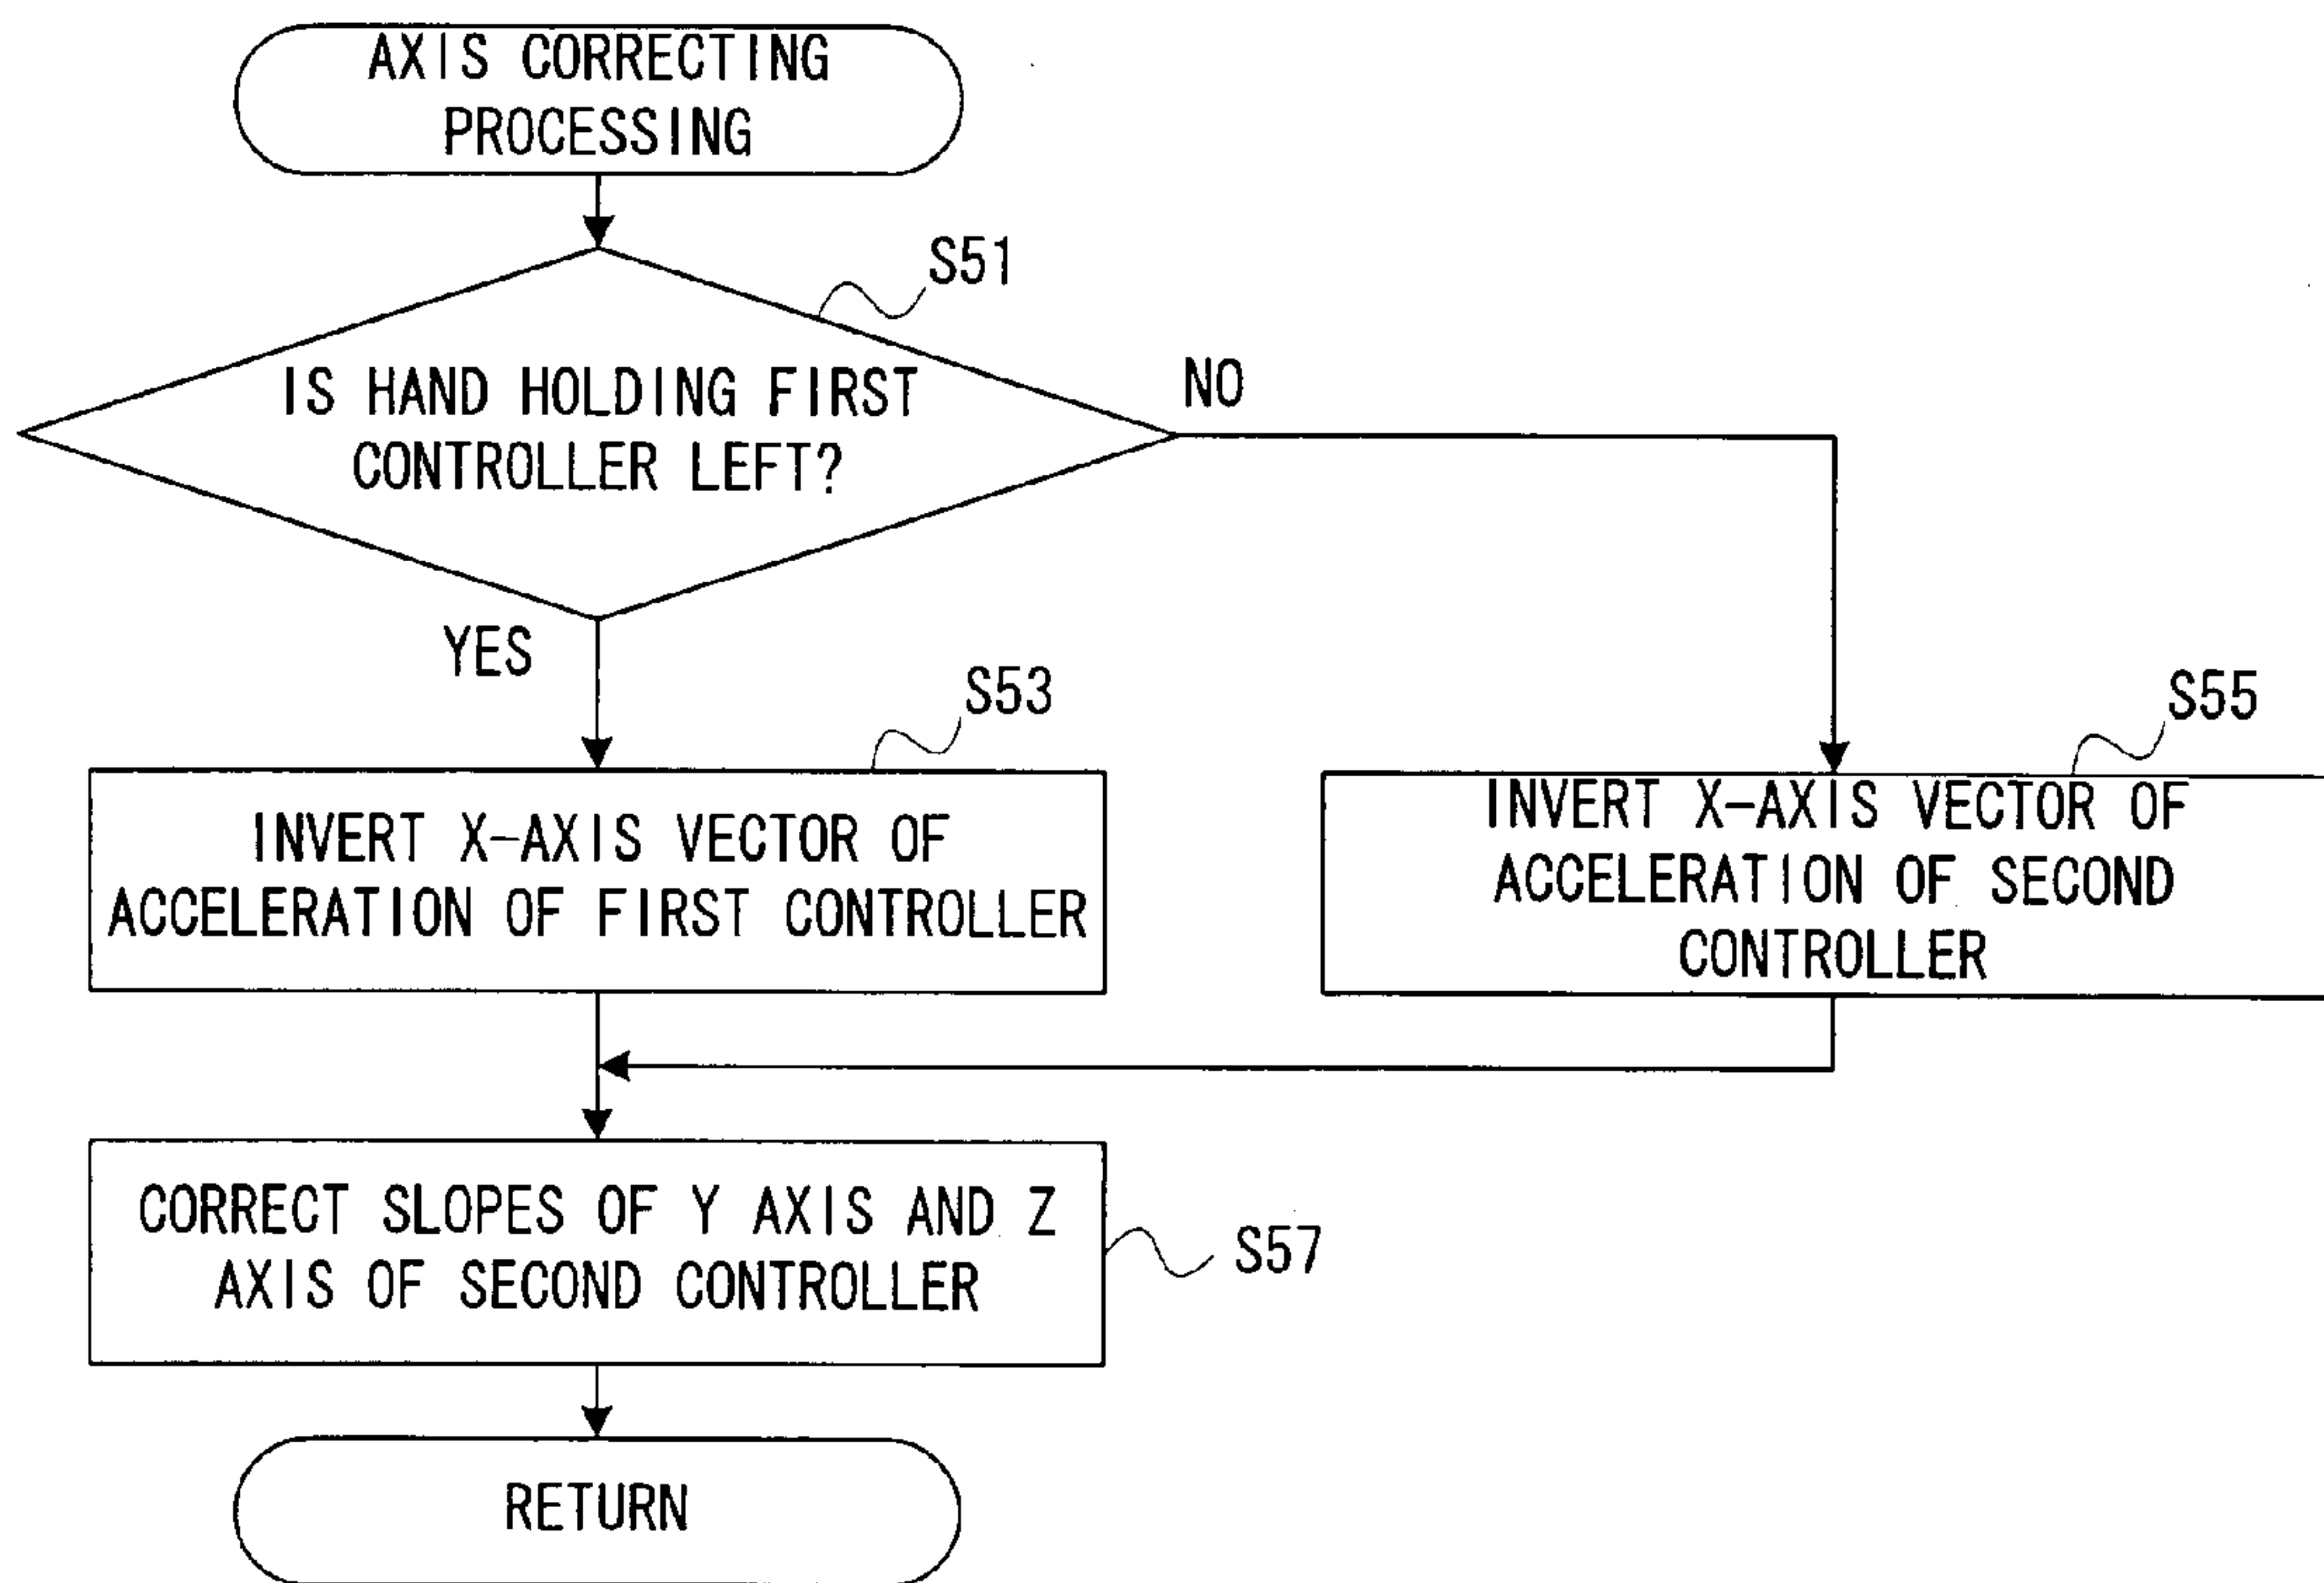 AXIS CORRECTING
PROCESSING
S51
IS HAND HOLDING FIRST
CONTROLLER LEFT?
NO
YES
S53
INVERT X-AXIS VECTOR OF
ACCELERATION OF FIRST CONTROLLER
S55
INVERT X-AXIS VECTOR OF
ACCELERATION OF SECOND
CONTROLLER
CORRECT SLOPES OF Y AXIS AND Z
AXIS OF SECOND CONTROLLER
S57
RETURN